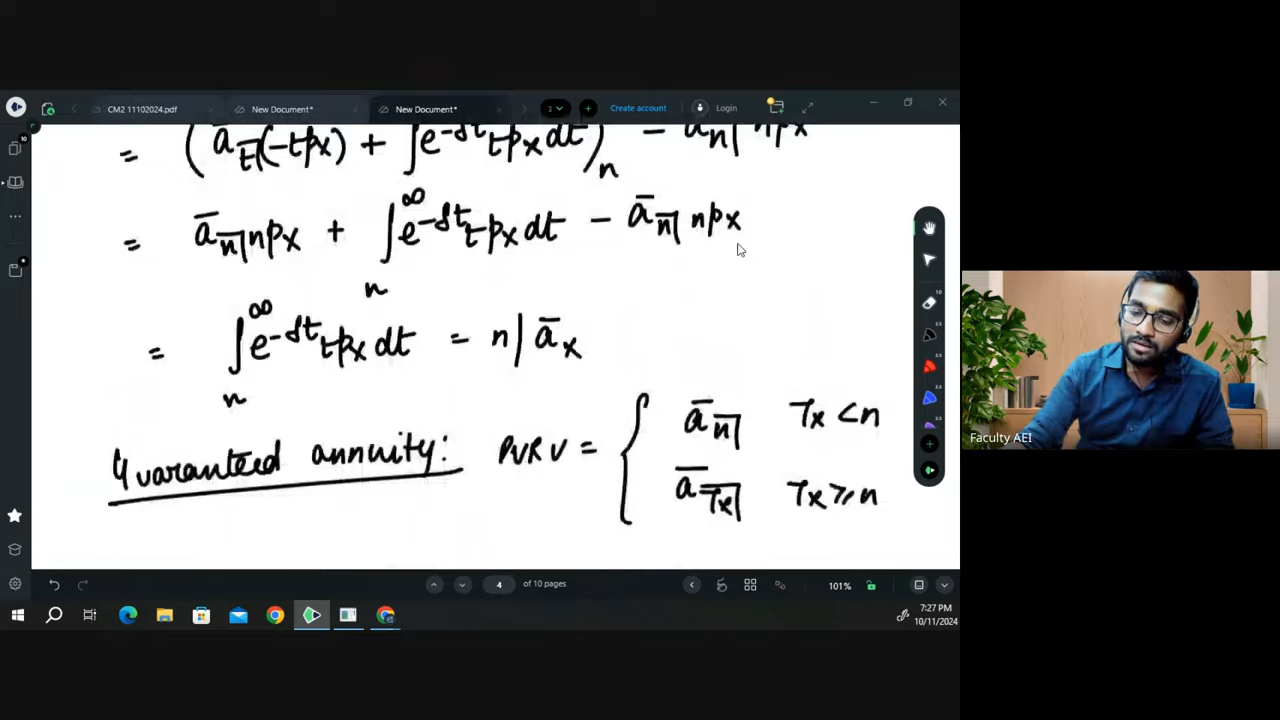 CM2 11102024.pdf New Document* New Document* 3 Create account Login
= (ā_t̅|(-tpx) + ∫e^-δt tpx dt)_n - ā_n̅| npx
= ā_n̅| npx + ∫_n^∞ e^-δt tpx dt - ā_n̅| npx
= ∫_n^∞ e^-δt tpx dt = n|ā_x
Guaranteed annuity: PVRV = { ā_n̅| Tx < n
ā_T̅x̅| Tx ≥ n
Faculty AEI
4 of 10 pages 101%
7:27 PM
10/11/2024